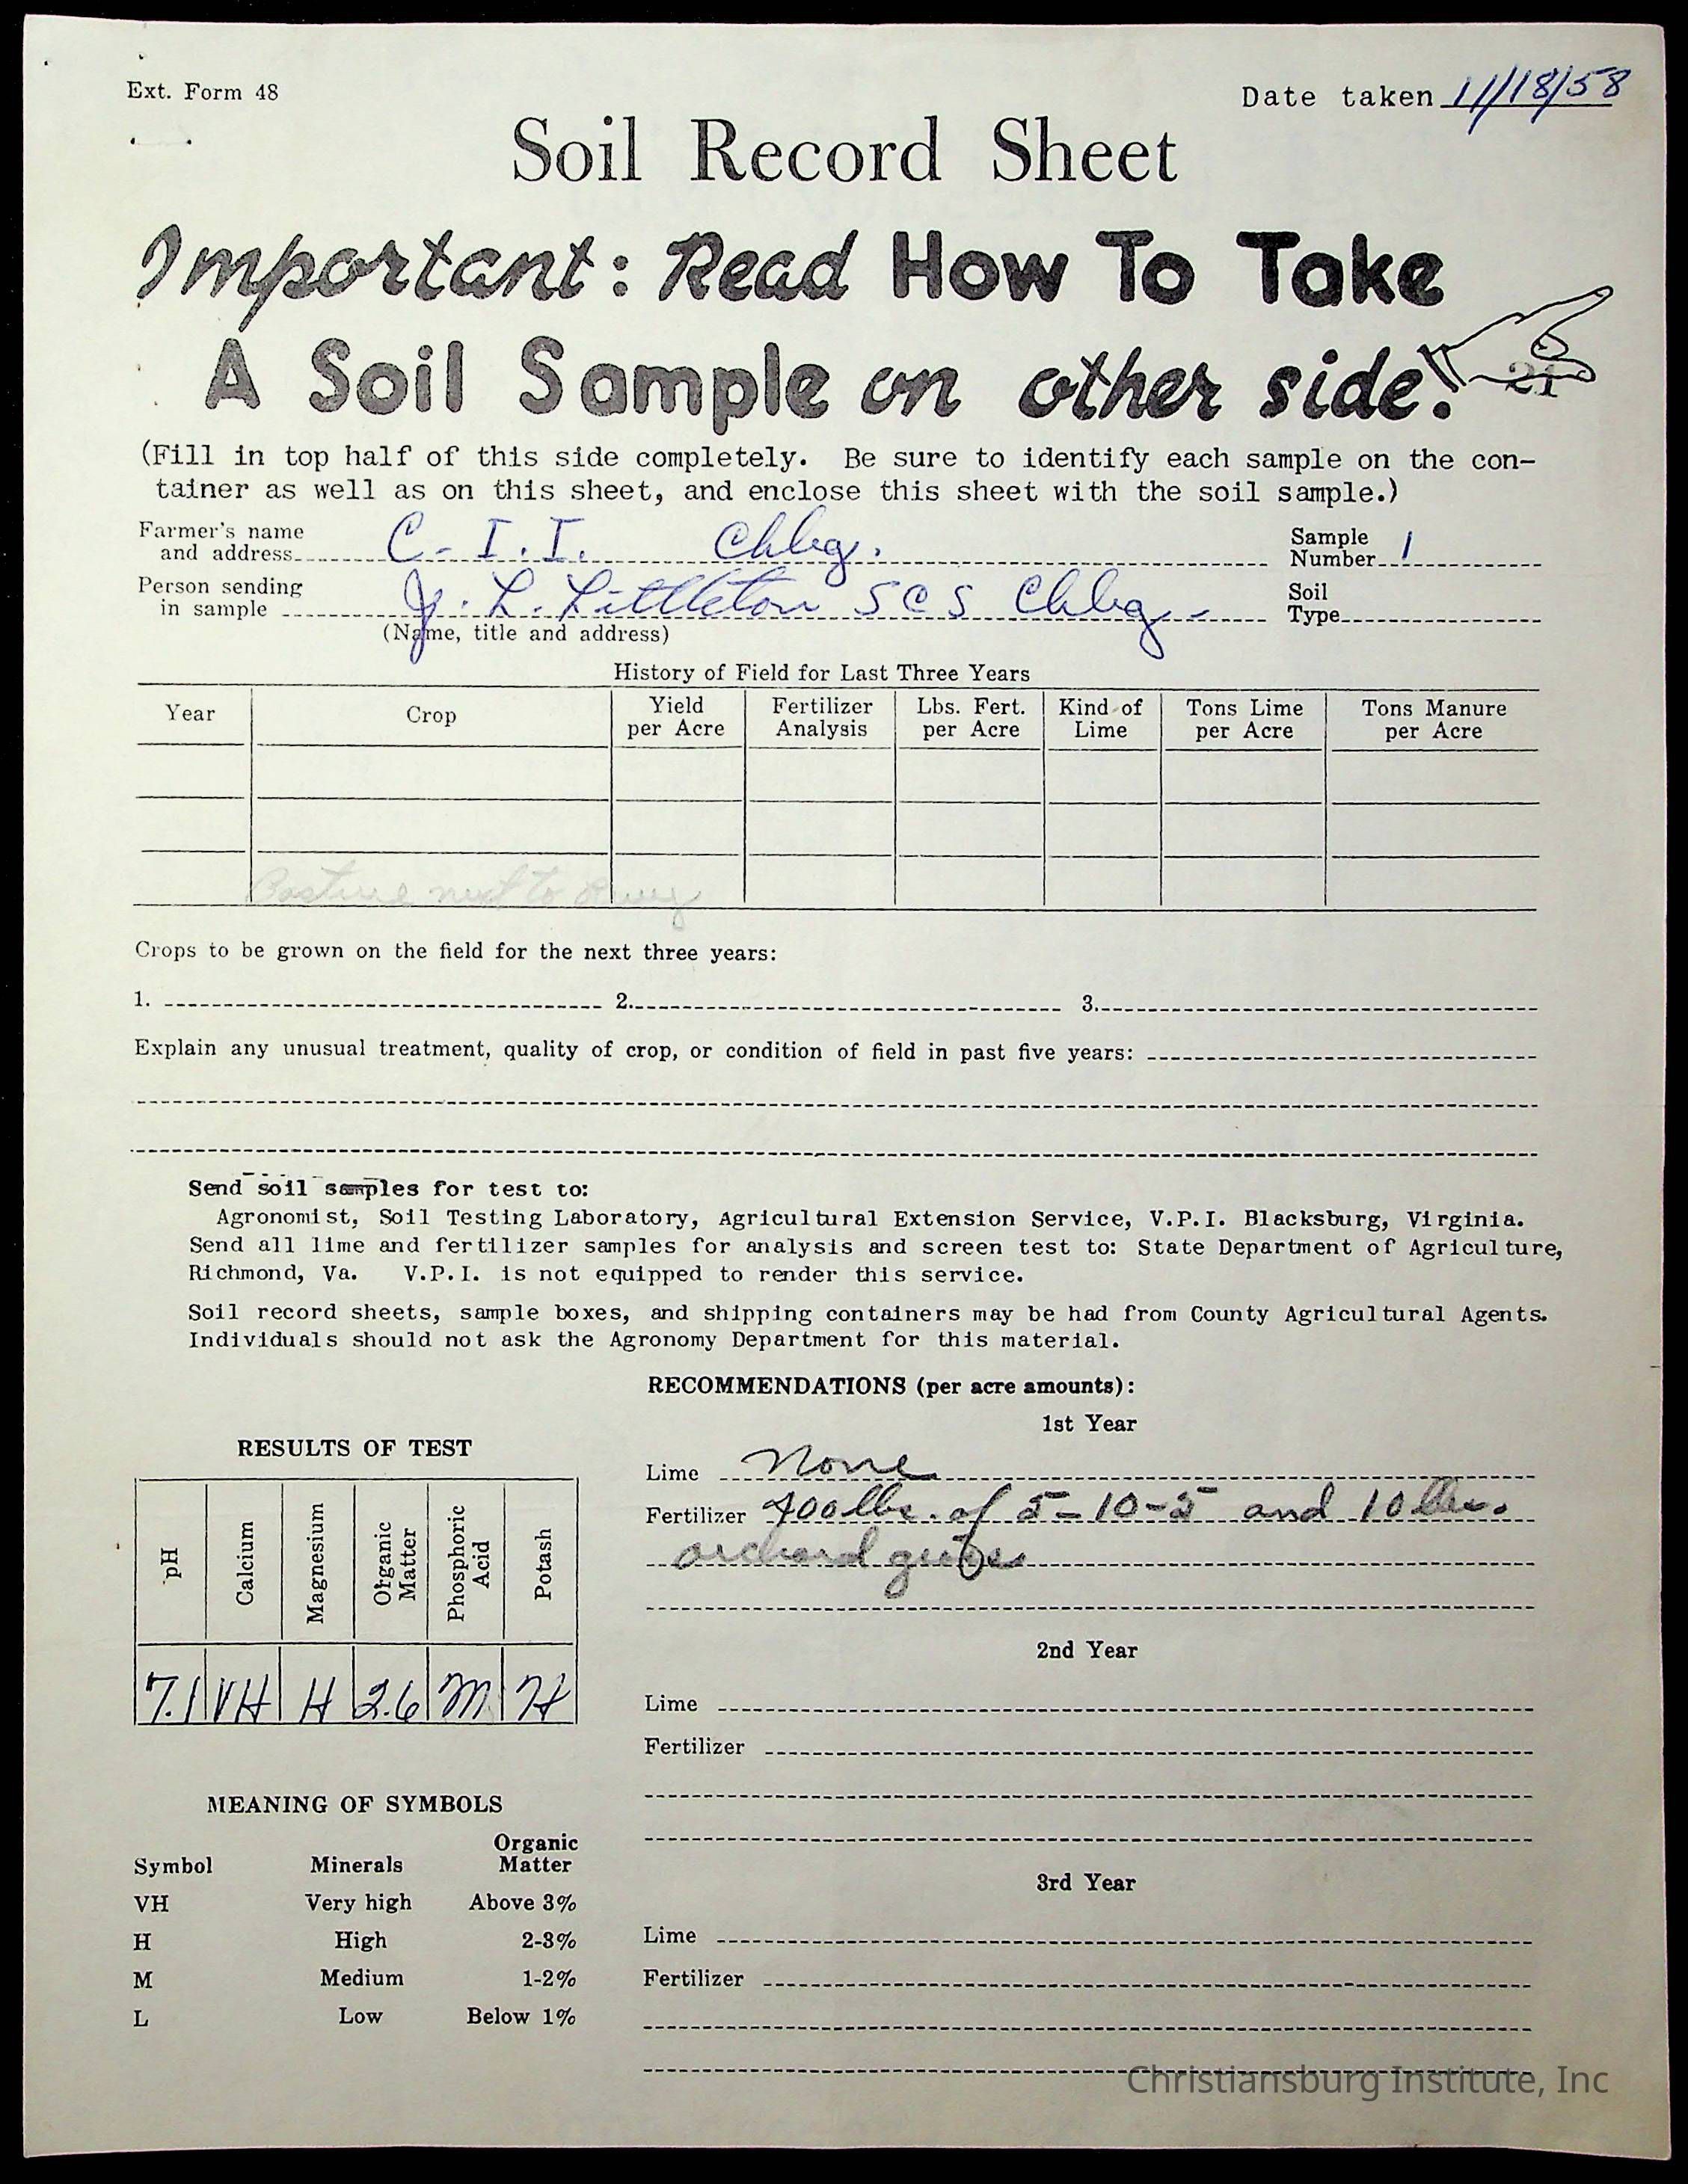 Ext. Form 48
Date taken 11/18/58
Soil Record Sheet
Important: Read How To Take
A Soil Sample on other side.
21
(Fill in top half of this side completely. Be sure to identify each sample on the con-
tainer as well as on this sheet, and enclose this sheet with the soil sample.)
Farmer's name
and address C-I.I. Chbg.
Sample
Number 1
Person sending
in sample J. L. Littleton SCS Chbg-
(Name, title and address)
Soil
Type
History of Field for Last Three Years
Year
Crop
Yield
per Acre
Fertilizer
Analysis
Lbs. Fert.
per Acre
Kind of
Lime
Tons Lime
per Acre
Tons Manure
per Acre
Pasture next to
Crops to be grown on the field for the next three years:
1. 2. 3.
Explain any unusual treatment, quality of crop, or condition of field in past five years:
Send soil samples for test to:
Agronomist, Soil Testing Laboratory, Agricultural Extension Service, V.P.I. Blacksburg, Virginia.
Send all lime and fertilizer samples for analysis and screen test to: State Department of Agriculture,
Richmond, Va. V.P.I. is not equipped to render this service.
Soil record sheets, sample boxes, and shipping containers may be had from County Agricultural Agents.
Individuals should not ask the Agronomy Department for this material.
RESULTS OF TEST
pH
Calcium
Magnesium
Organic
Matter
Phosphoric
Acid
Potash
7.1 VH H 2.6 M H
MEANING OF SYMBOLS
Symbol Minerals Organic
Matter
VH Very high Above 3%
H High 2-3%
M Medium 1-2%
L Low Below 1%
RECOMMENDATIONS (per acre amounts):
1st Year
Lime None
Fertilizer 400 lbs. of 5-10-5 and 10 lbs.
orchard grass
2nd Year
Lime
Fertilizer
3rd Year
Lime
Fertilizer
Christiansburg Institute, Inc